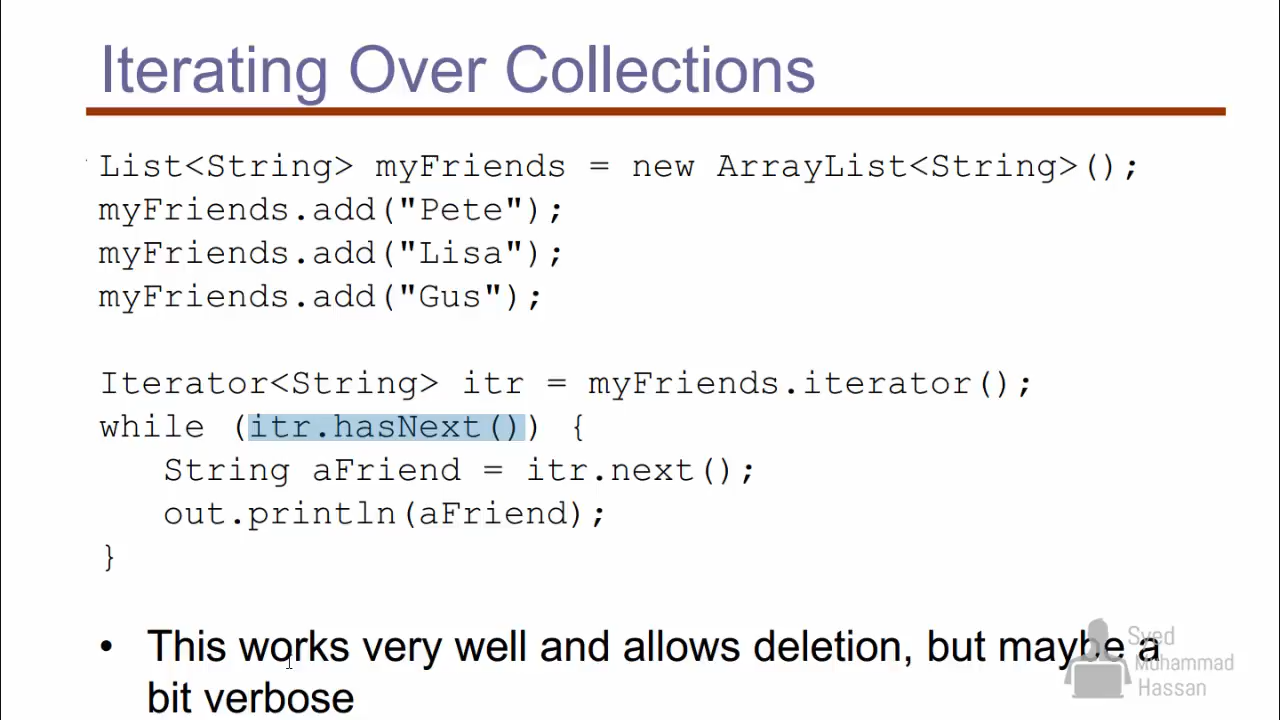 Iterating Over Collections
List<String> myFriends = new ArrayList<String>();
myFriends.add("Pete");
myFriends.add("Lisa");
myFriends.add("Gus");
Iterator<String> itr = myFriends.iterator();
while (itr.hasNext()) {
String aFriend = itr.next();
out.println(aFriend);
}
• This works very well and allows deletion, but maybe a
bit verbose
Syed
Muhammad
Hassan